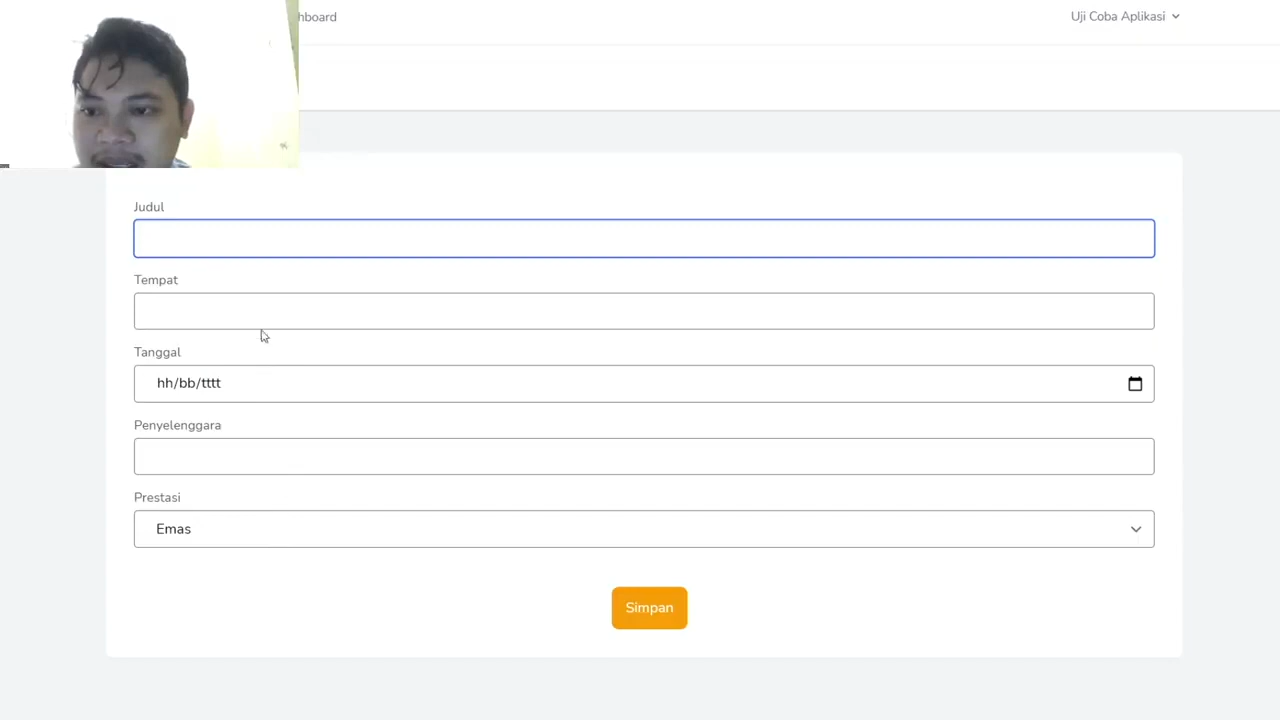 hboard
Uji Coba Aplikasi
Judul
Tempat
Tanggal
hh/bb/tttt
Penyelenggara
Prestasi
Emas
Simpan